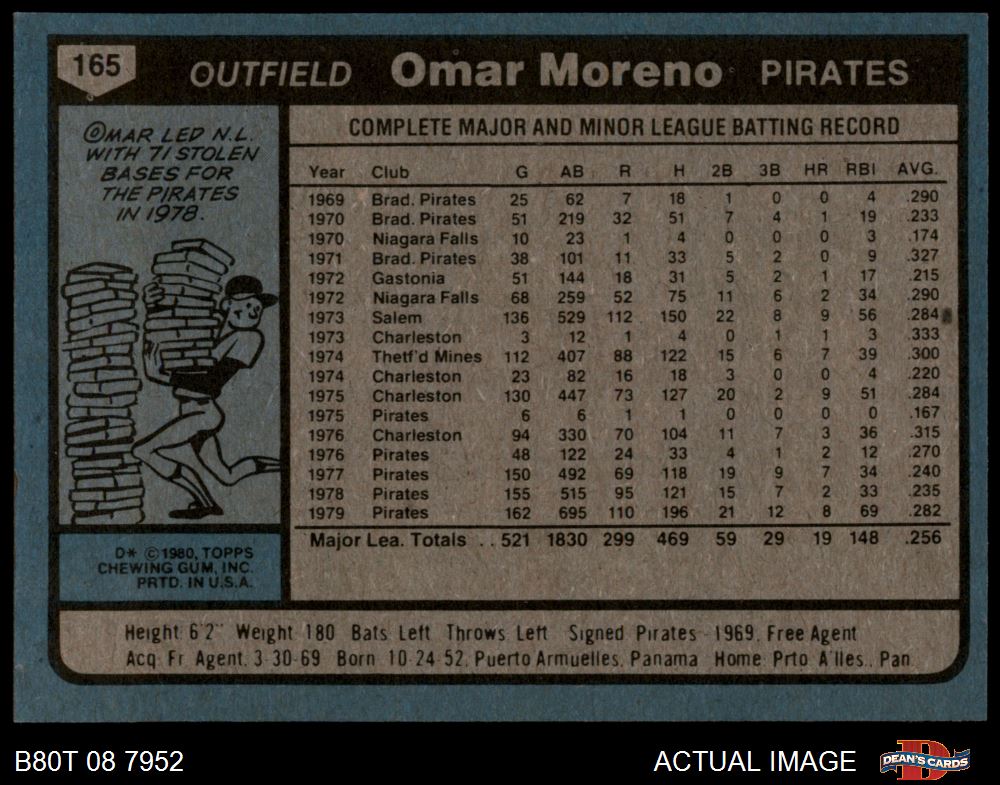 165 OUTFIELD Omar Moreno PIRATES
OMAR LED N.L.
WITH 71 STOLEN
BASES FOR
THE PIRATES
IN 1978.
COMPLETE MAJOR AND MINOR LEAGUE BATTING RECORD
Year Club G AB R H 2B 3B HR RBI AVG.
1969 Brad. Pirates 25 62 7 18 1 0 0 4 .290
1970 Brad. Pirates 51 219 32 51 7 4 1 19 .233
1970 Niagara Falls 10 23 1 4 0 0 0 3 .174
1971 Brad. Pirates 38 101 11 33 5 2 0 9 .327
1972 Gastonia 51 144 18 31 5 2 1 17 .215
1972 Niagara Falls 68 259 52 75 11 6 2 34 .290
1973 Salem 136 529 112 150 22 8 9 56 .284
1973 Charleston 3 12 1 4 0 1 1 3 .333
1974 Thetf'd Mines 112 407 88 122 15 6 7 39 .300
1974 Charleston 23 82 16 18 3 0 0 4 .220
1975 Charleston 130 447 73 127 20 2 9 51 .284
1975 Pirates 6 6 1 1 0 0 0 0 .167
1976 Charleston 94 330 70 104 11 7 3 36 .315
1976 Pirates 48 122 24 33 4 1 2 12 .270
1977 Pirates 150 492 69 118 19 9 7 34 .240
1978 Pirates 155 515 95 121 15 7 2 33 .235
1979 Pirates 162 695 110 196 21 12 8 69 .282
Major Lea. Totals .. 521 1830 299 469 59 29 19 148 .256
D* © 1980, TOPPS
CHEWING GUM, INC.
PRTD. IN U.S.A.
Height 6'2" Weight 180 Bats Left Throws Left Signed Pirates - 1969, Free Agent
Acq. Fr Agent, 3-30-69 Born 10-24-52, Puerto Armuelles, Panama Home Prto A'lles., Pan
B80T 08 7952
ACTUAL IMAGE
D
DEAN'S CARDS